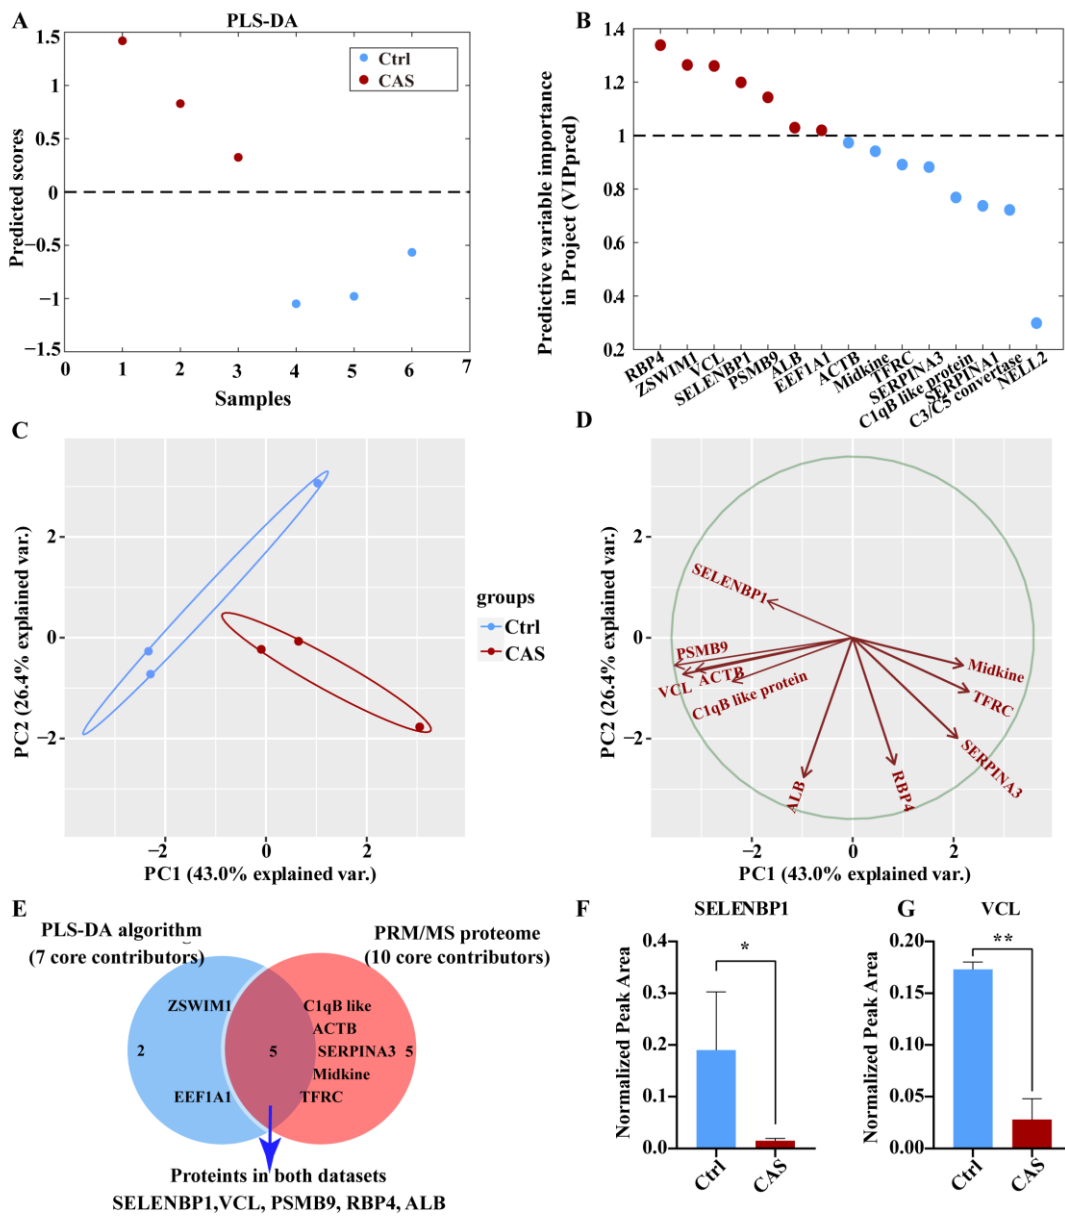 A
PLS-DA
1.5
1
0.5
0
−0.5
−1
−1.5
0
1
2
3
4
5
6
7
Predicted scores
Samples
Ctrl
CAS
B
1.4
1.2
1
0.8
0.6
0.4
0.2
Predictive variable importance
in Project (VIPpred)
RBP4
ZSWIM1
VCL
SELENBP1
PSMB9
ALB
EEF1A1
ACTB
Midkine
TFRC
SERPINA3
C1qB like protein
SERPINA1
C3/C5 convertase
NELL2
C
2
0
−2
−2
0
2
PC2 (26.4% explained var.)
PC1 (43.0% explained var.)
groups
Ctrl
CAS
D
2
0
−2
−2
0
2
PC2 (26.4% explained var.)
PC1 (43.0% explained var.)
SELENBP1
PSMB9
VCL
ACTB
C1qB like protein
ALB
RBP4
SERPINA3
TFRC
Midkine
E
PLS-DA algorithm
(7 core contributors)
PRM/MS proteome
(10 core contributors)
ZSWIM1
C1qB like
ACTB
2
5
SERPINA3
5
Midkine
EEF1A1
TFRC
Proteints in both datasets
SELENBP1,VCL, PSMB9, RBP4, ALB
F
SELENBP1
0.4
0.3
0.2
0.1
0.0
Normalized Peak Area
*
Ctrl
CAS
G
VCL
0.20
0.15
0.10
0.05
0.00
Normalized Peak Area
**
Ctrl
CAS